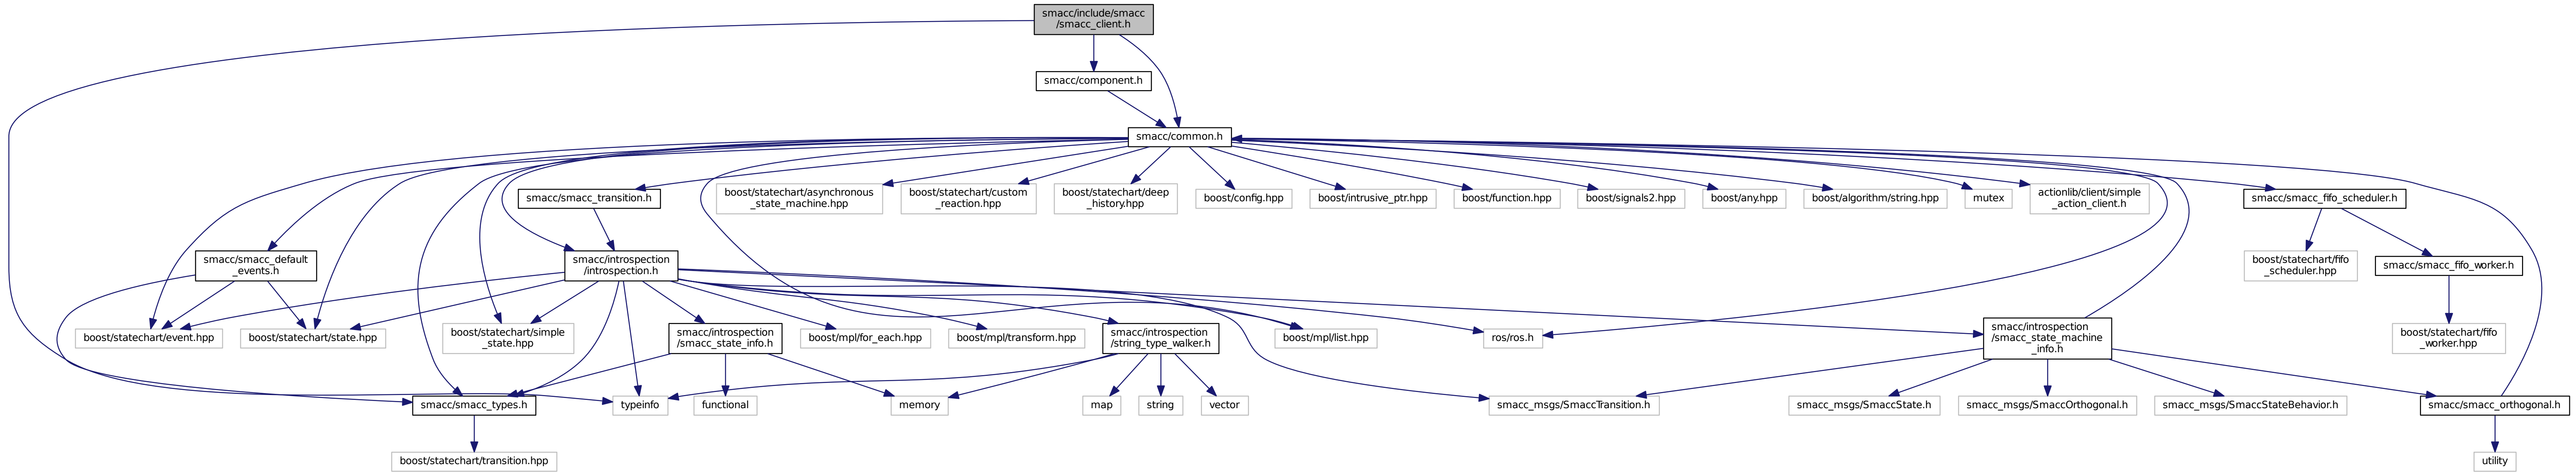 smacc/include/smacc
/smacc_client.h
smacc/component.h
smacc/common.h
smacc/smacc_transition.h
boost/statechart/asynchronous
_state_machine.hpp
boost/statechart/custom
_reaction.hpp
boost/statechart/deep
_history.hpp
boost/config.hpp
boost/intrusive_ptr.hpp
boost/function.hpp
boost/signals2.hpp
boost/any.hpp
boost/algorithm/string.hpp
mutex
actionlib/client/simple
_action_client.h
smacc/smacc_fifo_scheduler.h
smacc/smacc_default
_events.h
smacc/introspection
/introspection.h
boost/statechart/fifo
_scheduler.hpp
smacc/smacc_fifo_worker.h
boost/statechart/event.hpp
boost/statechart/state.hpp
boost/statechart/simple
_state.hpp
smacc/introspection
/smacc_state_info.h
boost/mpl/for_each.hpp
boost/mpl/transform.hpp
smacc/introspection
/string_type_walker.h
boost/mpl/list.hpp
ros/ros.h
smacc/introspection
/smacc_state_machine
_info.h
boost/statechart/fifo
_worker.hpp
smacc/smacc_types.h
typeinfo
functional
memory
map
string
vector
smacc_msgs/SmaccTransition.h
smacc_msgs/SmaccState.h
smacc_msgs/SmaccOrthogonal.h
smacc_msgs/SmaccStateBehavior.h
smacc/smacc_orthogonal.h
boost/statechart/transition.hpp
utility